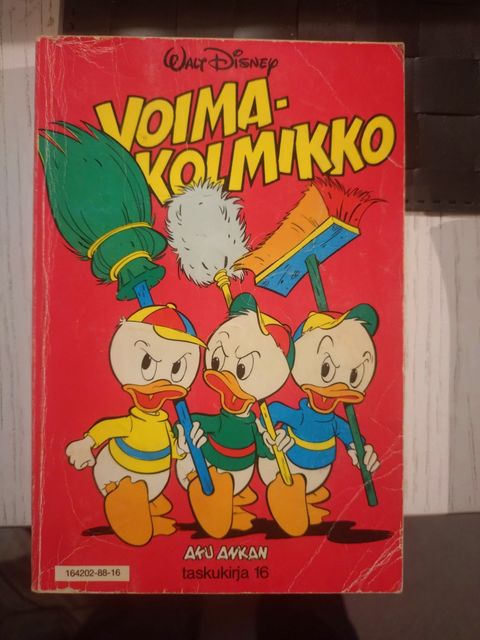 WALT DISNEY
VOIMA-
KOLMIKKO
AKU ANKAN
taskukirja 16
164202-88-16